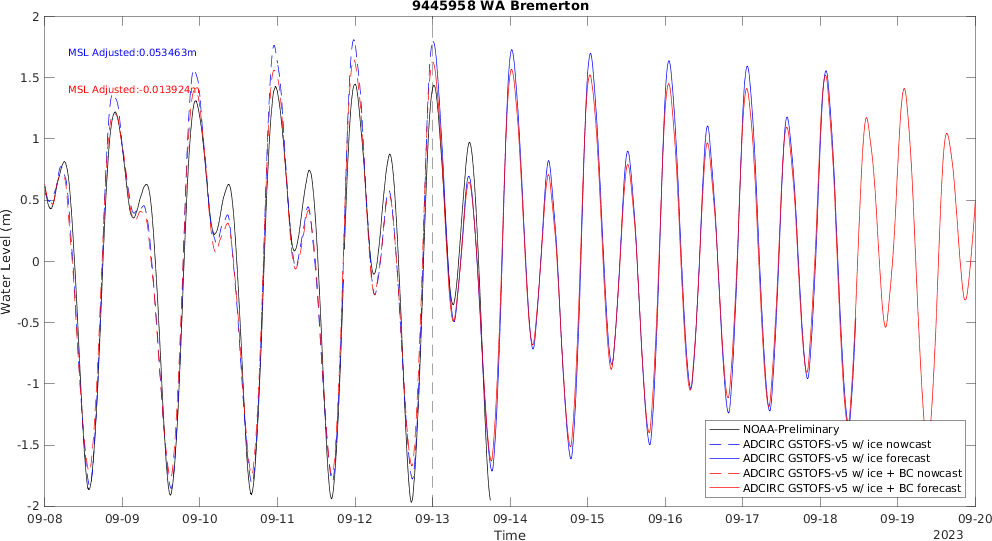 9445958 WA Bremerton
MSL Adjusted:0.053463m
MSL Adjusted:-0.013924m
Water Level (m)
2
1.5
1
0.5
0
-0.5
-1
-1.5
-2
NOAA-Preliminary
ADCIRC GSTOFS-v5 w/ ice nowcast
ADCIRC GSTOFS-v5 w/ ice forecast
ADCIRC GSTOFS-v5 w/ ice + BC nowcast
ADCIRC GSTOFS-v5 w/ ice + BC forecast
09-08 09-09 09-10 09-11 09-12 09-13 09-14 09-15 09-16 09-17 09-18 09-19 09-20
Time
2023